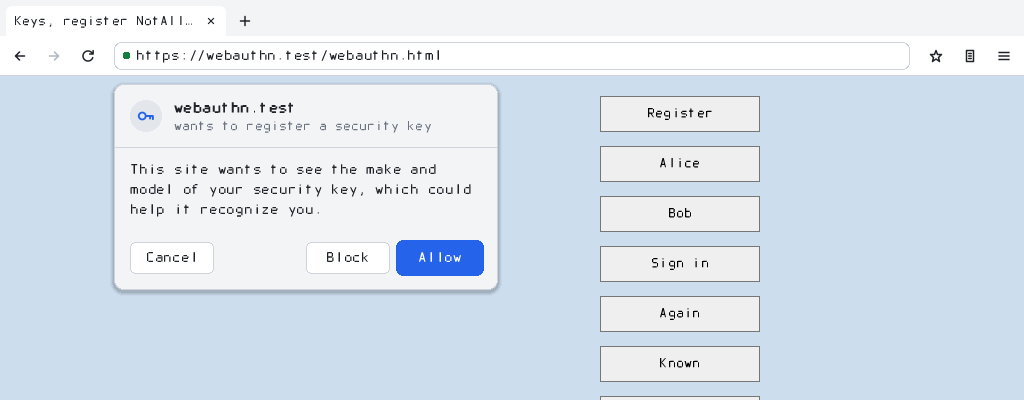 Keys, register NotAll…
https://webauthn.test/webauthn.html
webauthn.test
wants to register a security key
This site wants to see the make and
model of your security key, which could
help it recognize you.
Cancel
Block
Allow
Register
Alice
Bob
Sign in
Again
Known